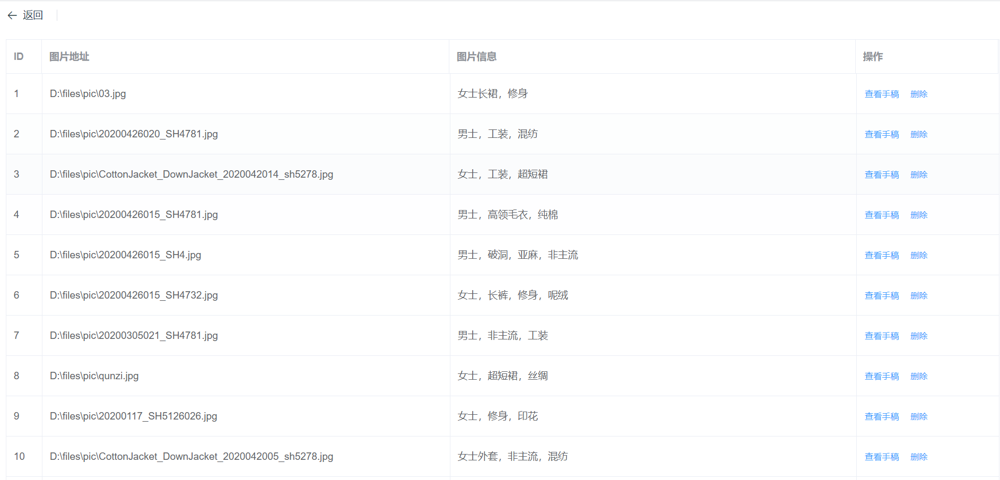 返回
ID 图片地址 图片信息 操作
1 D:\files\pic\03.jpg 女士长裙，修身 查看手稿 删除
2 D:\files\pic\20200426020_SH4781.jpg 男士，工装，混纺 查看手稿 删除
3 D:\files\pic\CottonJacket_DownJacket_2020042014_sh5278.jpg 女士，工装，超短裙 查看手稿 删除
4 D:\files\pic\20200426015_SH4781.jpg 男士，高领毛衣，纯棉 查看手稿 删除
5 D:\files\pic\20200426015_SH4.jpg 男士，破洞，亚麻，非主流 查看手稿 删除
6 D:\files\pic\20200426015_SH4732.jpg 女士，长裤，修身，呢绒 查看手稿 删除
7 D:\files\pic\20200305021_SH4781.jpg 男士，非主流，工装 查看手稿 删除
8 D:\files\pic\qunzi.jpg 女士，超短裙，丝绸 查看手稿 删除
9 D:\files\pic\20200117_SH5126026.jpg 女士，修身，印花 查看手稿 删除
10 D:\files\pic\CottonJacket_DownJacket_2020042005_sh5278.jpg 女士外套，非主流，混纺 查看手稿 删除